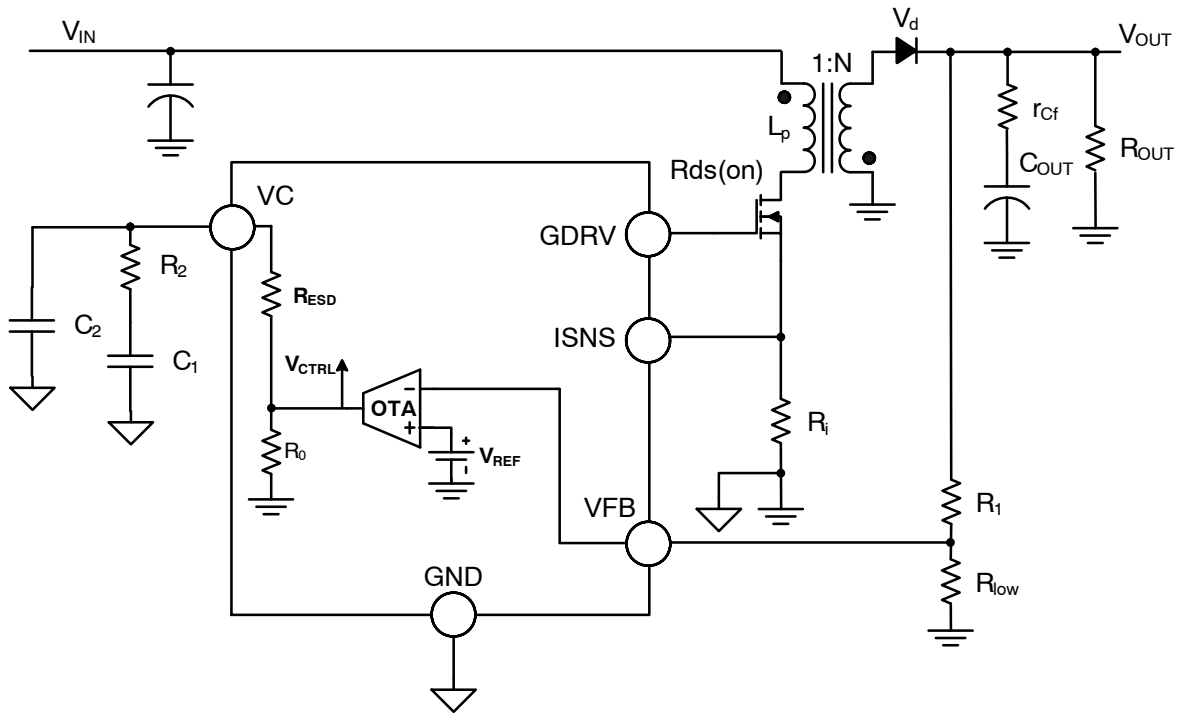 V_IN
V_d
V_OUT
1:N
L_p
r_Cf
C_OUT
R_OUT
Rds(on)
VC
GDRV
R_2
R_ESD
C_2
C_1
ISNS
V_CTRL
OTA
−
+
+
-
V_REF
R_0
R_i
VFB
R_1
GND
R_low